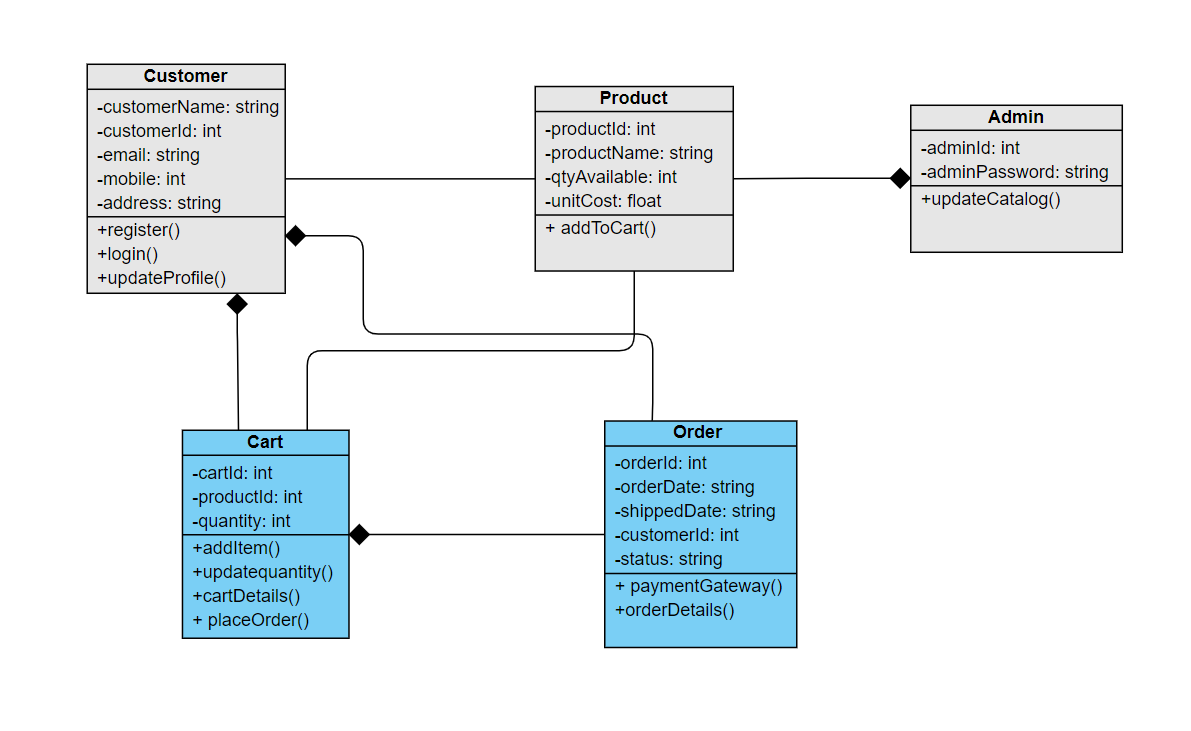 Customer
-customerName: string
-customerId: int
-email: string
-mobile: int
-address: string
+register()
+login()
+updateProfile()
Product
-productId: int
-productName: string
-qtyAvailable: int
-unitCost: float
+ addToCart()
Admin
-adminId: int
-adminPassword: string
+updateCatalog()
Cart
-cartId: int
-productId: int
-quantity: int
+addItem()
+updatequantity()
+cartDetails()
+ placeOrder()
Order
-orderId: int
-orderDate: string
-shippedDate: string
-customerId: int
-status: string
+ paymentGateway()
+orderDetails()